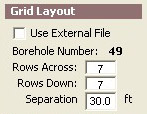 Grid Layout
Use External File
Borehole Number: 49
Rows Across: 7
Rows Down: 7
Separation 30.0 ft